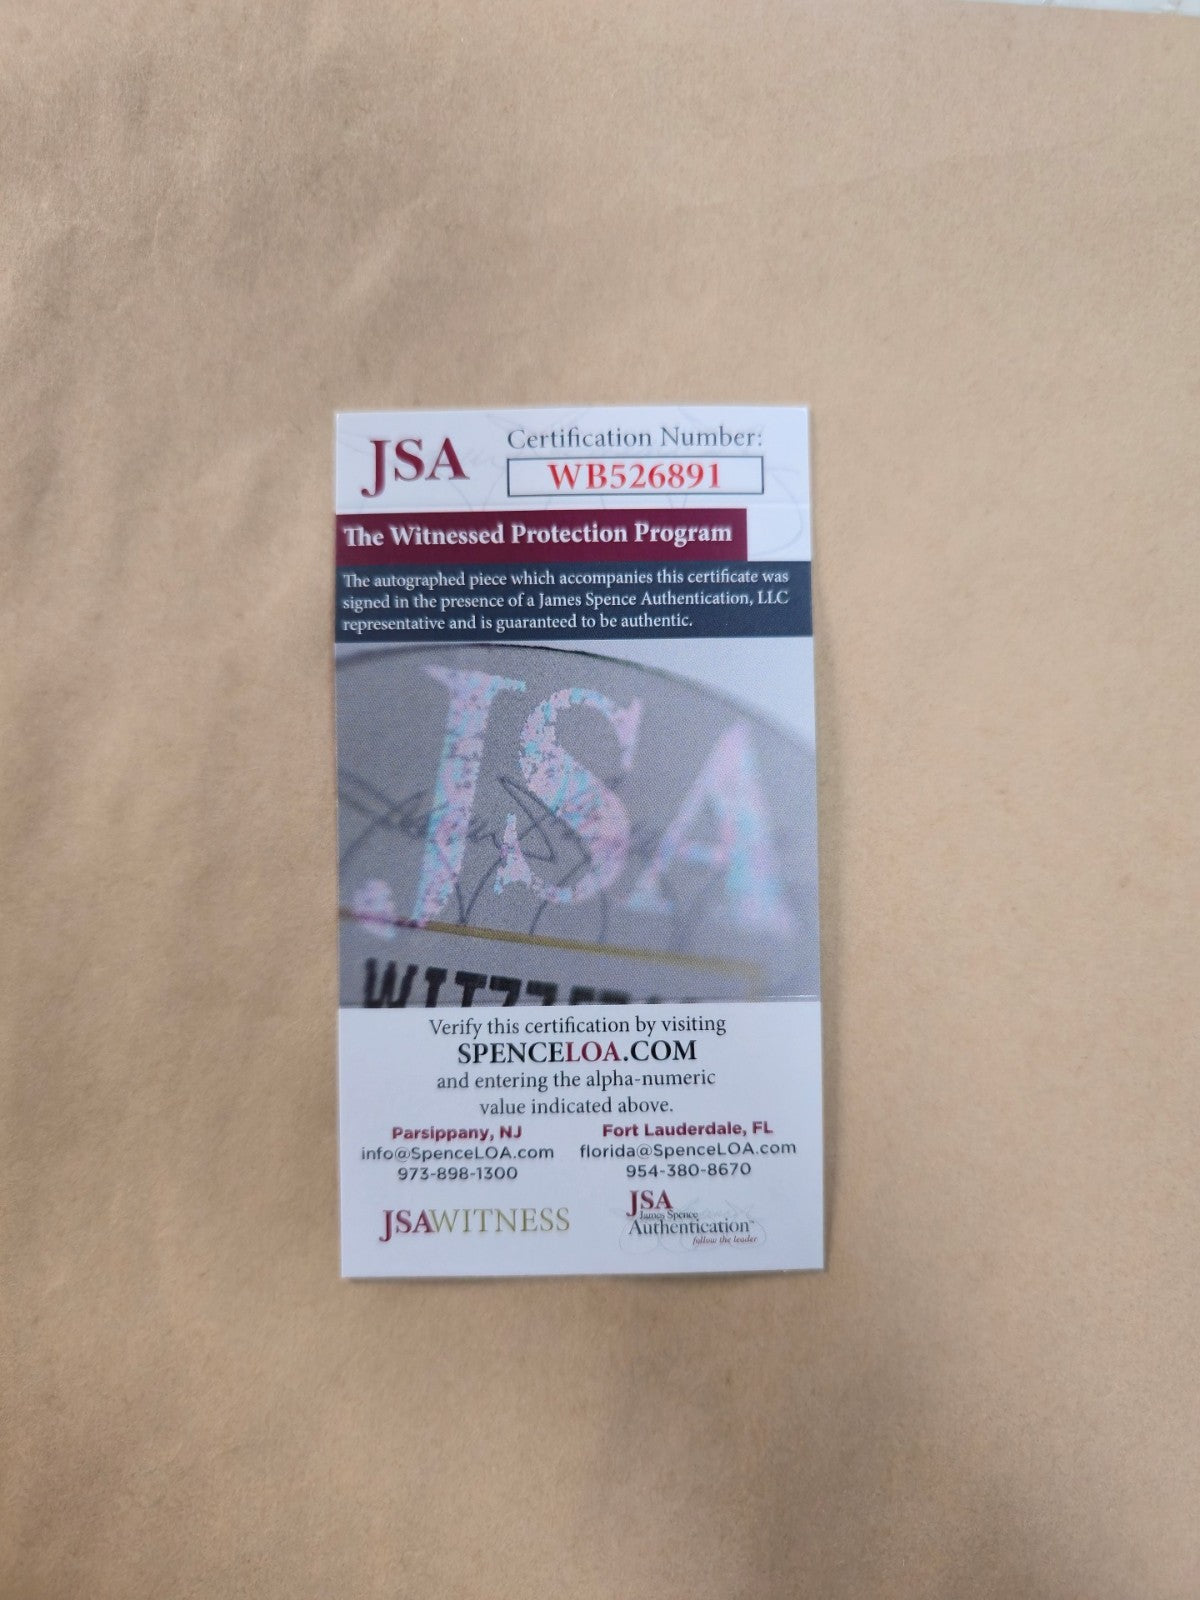 JSA
Certification Number:
WB526891
The Witnessed Protection Program
The autographed piece which accompanies this certificate was
signed in the presence of a James Spence Authentication, LLC
representative and is guaranteed to be authentic.
JSA
Verify this certification by visiting
SPENCELOA.COM
and entering the alpha-numeric
value indicated above.
Parsippany, NJ
info@SpenceLOA.com
973-898-1300
Fort Lauderdale, FL
florida@SpenceLOA.com
954-380-8670
JSAWITNESS
JSA
James Spence
Authentication™
follow the leader